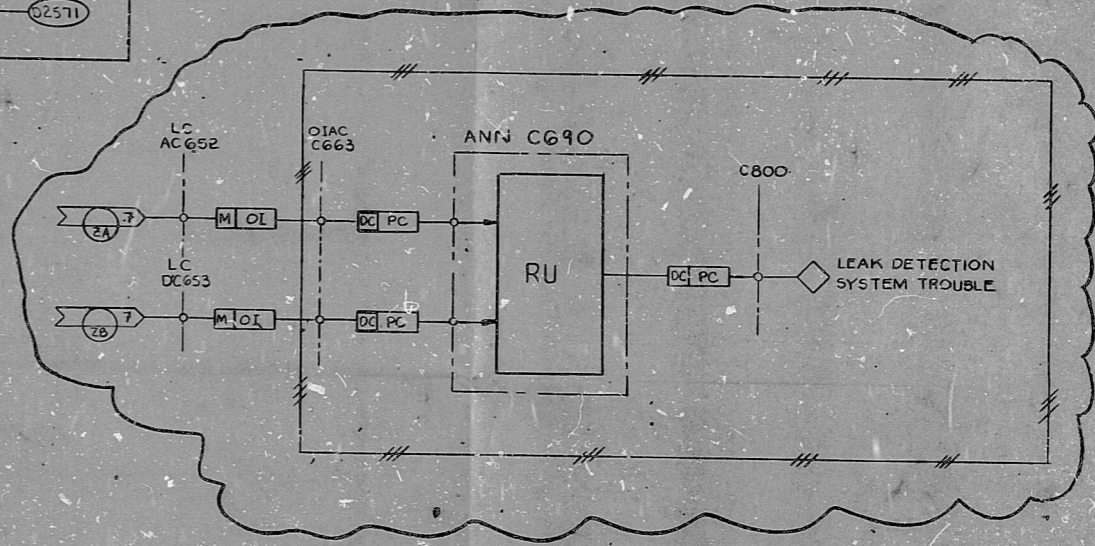 02571
LC
AC652
OIAC
C663
ANN C690
C800
7
2A
M OI
DC PC
LC
DC653
RU
DC PC
LEAK DETECTION
SYSTEM TROUBLE
7
2B
M OI
DC PC